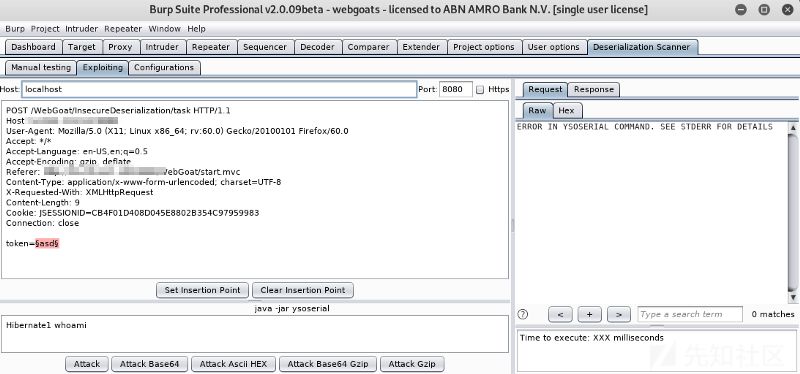 Burp Suite Professional v2.0.09beta - webgoats - licensed to ABN AMRO Bank N.V. [single user license]
Burp Project Intruder Repeater Window Help
Dashboard Target Proxy Intruder Repeater Sequencer Decoder Comparer Extender Project options User options Deserialization Scanner
Manual testing Exploiting Configurations
Host: localhost Port: 8080 Https
POST /WebGoat/InsecureDeserialization/task HTTP/1.1
Host
User-Agent: Mozilla/5.0 (X11; Linux x86_64; rv:60.0) Gecko/20100101 Firefox/60.0
Accept: */*
Accept-Language: en-US,en;q=0.5
Accept-Encoding: gzip, deflate
Referer: WebGoat/start.mvc
Content-Type: application/x-www-form-urlencoded; charset=UTF-8
X-Requested-With: XMLHttpRequest
Content-Length: 9
Cookie: JSESSIONID=CB4F01D408D045E8802B354C97959983
Connection: close
token=§asd§
Set Insertion Point Clear Insertion Point
java -jar ysoserial
Hibernate1 whoami
Attack Attack Base64 Attack Ascii HEX Attack Base64 Gzip Attack Gzip
Request Response
Raw Hex
ERROR IN YSOSERIAL COMMAND. SEE STDERR FOR DETAILS
? < + > Type a search term 0 matches
Time to execute: XXX milliseconds
先知社区